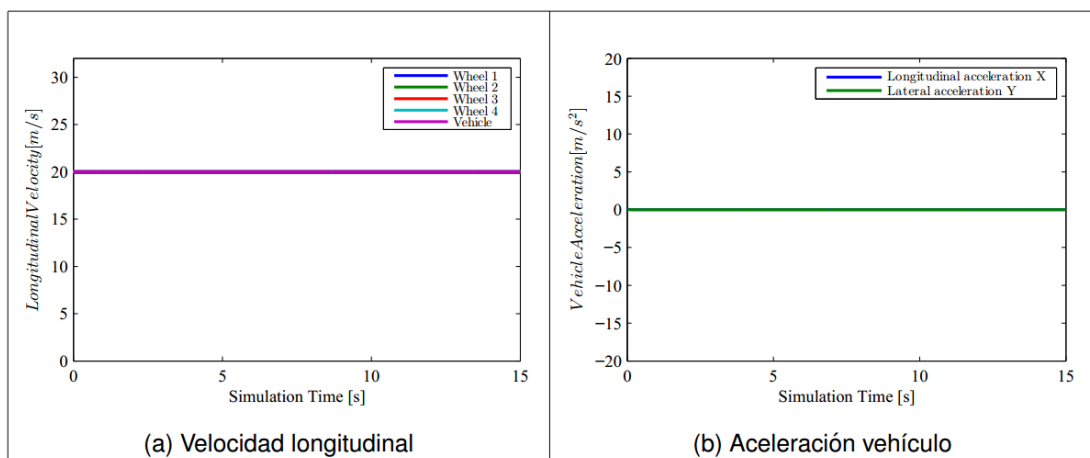 30
25
20
15
10
5
0
LongitudinalVelocity[m/s]
Wheel 1
Wheel 2
Wheel 3
Wheel 4
Vehicle
0 5 10 15
Simulation Time [s]
(a) Velocidad longitudinal
20
15
10
5
0
−5
−10
−15
−20
VehicleAcceleration[m/s²]
Longitudinal acceleration X
Lateral acceleration Y
0 5 10 15
Simulation Time [s]
(b) Aceleración vehículo